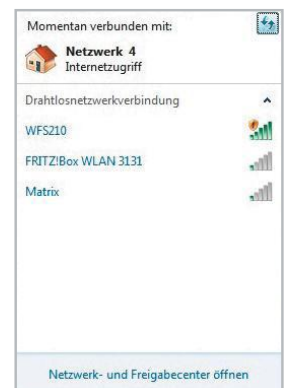 Momentan verbunden mit:
Netzwerk 4
Internetzugriff
Drahtlosnetzwerkverbindung
WFS210
FRITZ!Box WLAN 3131
Matrix
Netzwerk- und Freigabecenter öffnen